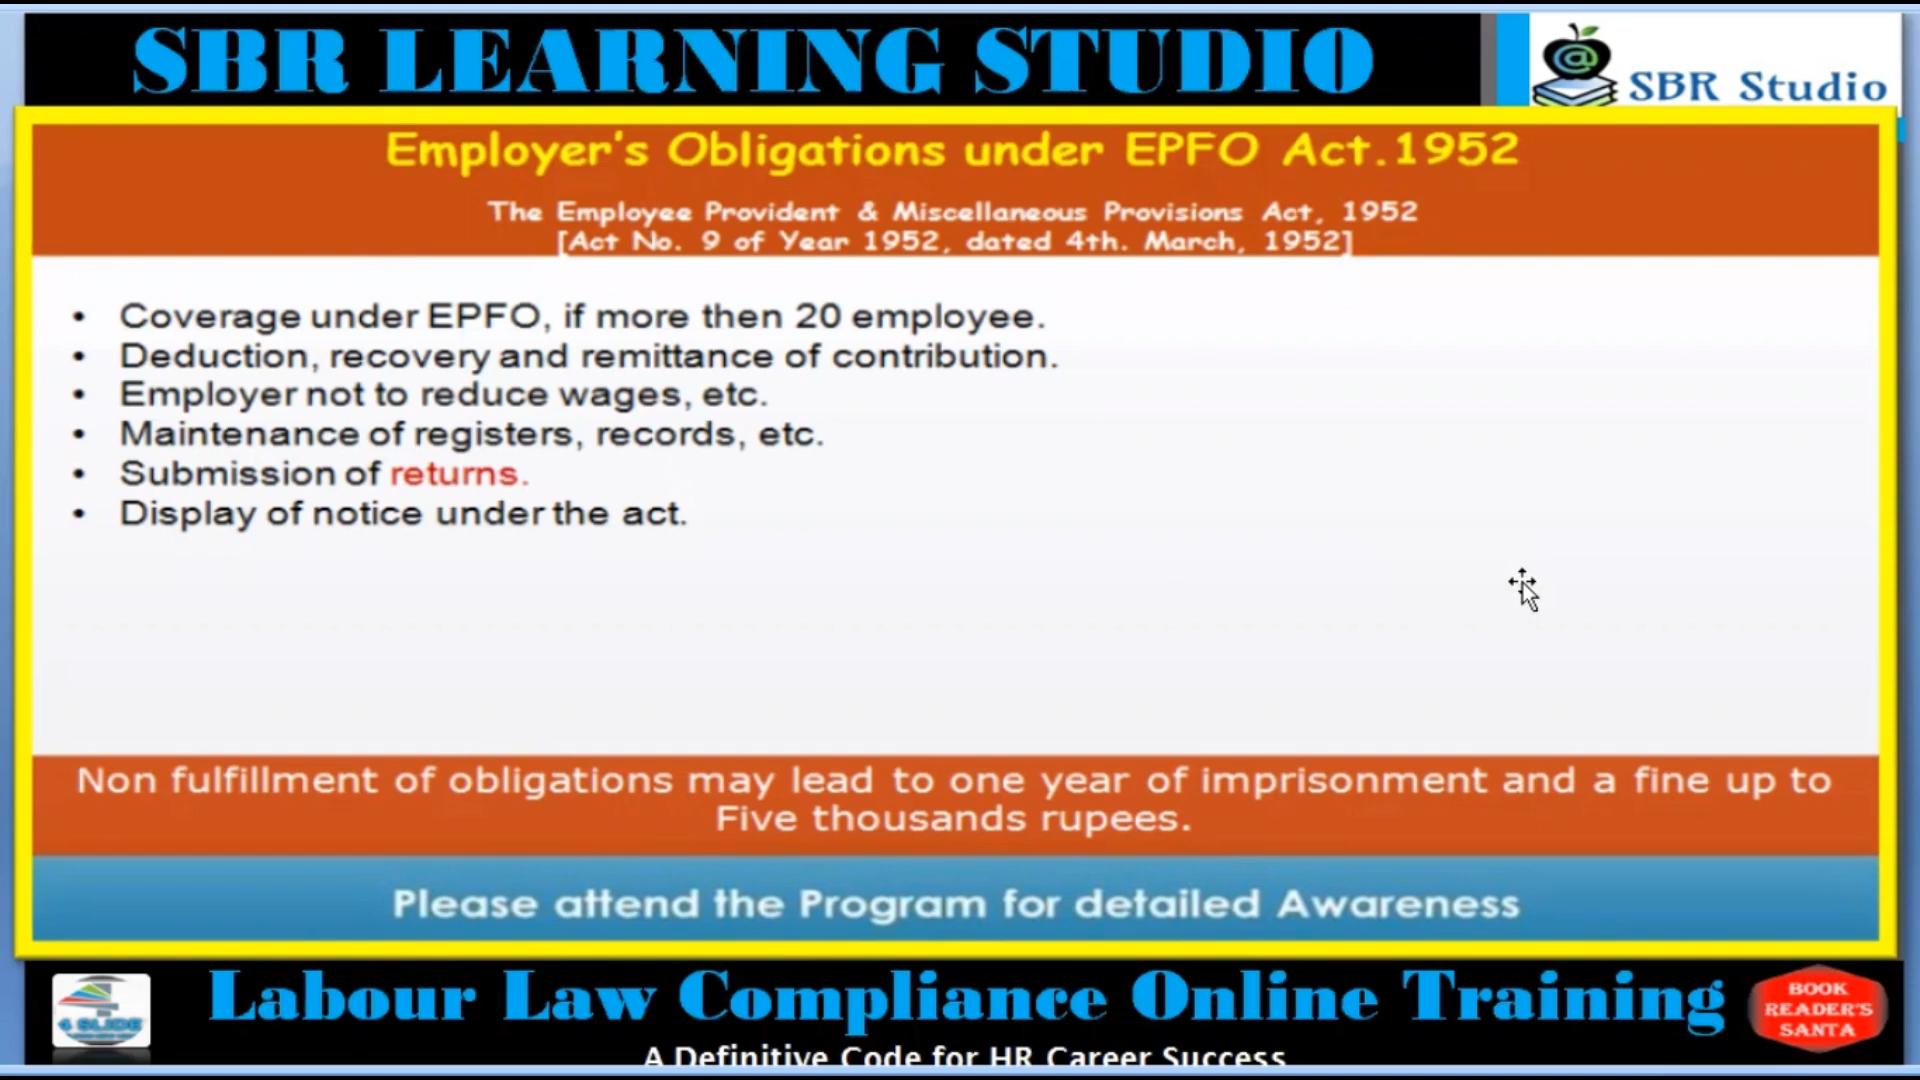 SBR LEARNING STUDIO
SBR Studio
Employer's Obligations under EPFO Act.1952
The Employee Provident & Miscellaneous Provisions Act, 1952
[Act No. 9 of Year 1952, dated 4th. March, 1952]
• Coverage under EPFO, if more then 20 employee.
• Deduction, recovery and remittance of contribution.
• Employer not to reduce wages, etc.
• Maintenance of registers, records, etc.
• Submission of returns.
• Display of notice under the act.
Non fulfillment of obligations may lead to one year of imprisonment and a fine up to
Five thousands rupees.
Please attend the Program for detailed Awareness
4 SLIDE
Labour Law Compliance Online Training
BOOK
READER'S
SANTA
A Definitive Code for HR Career Success